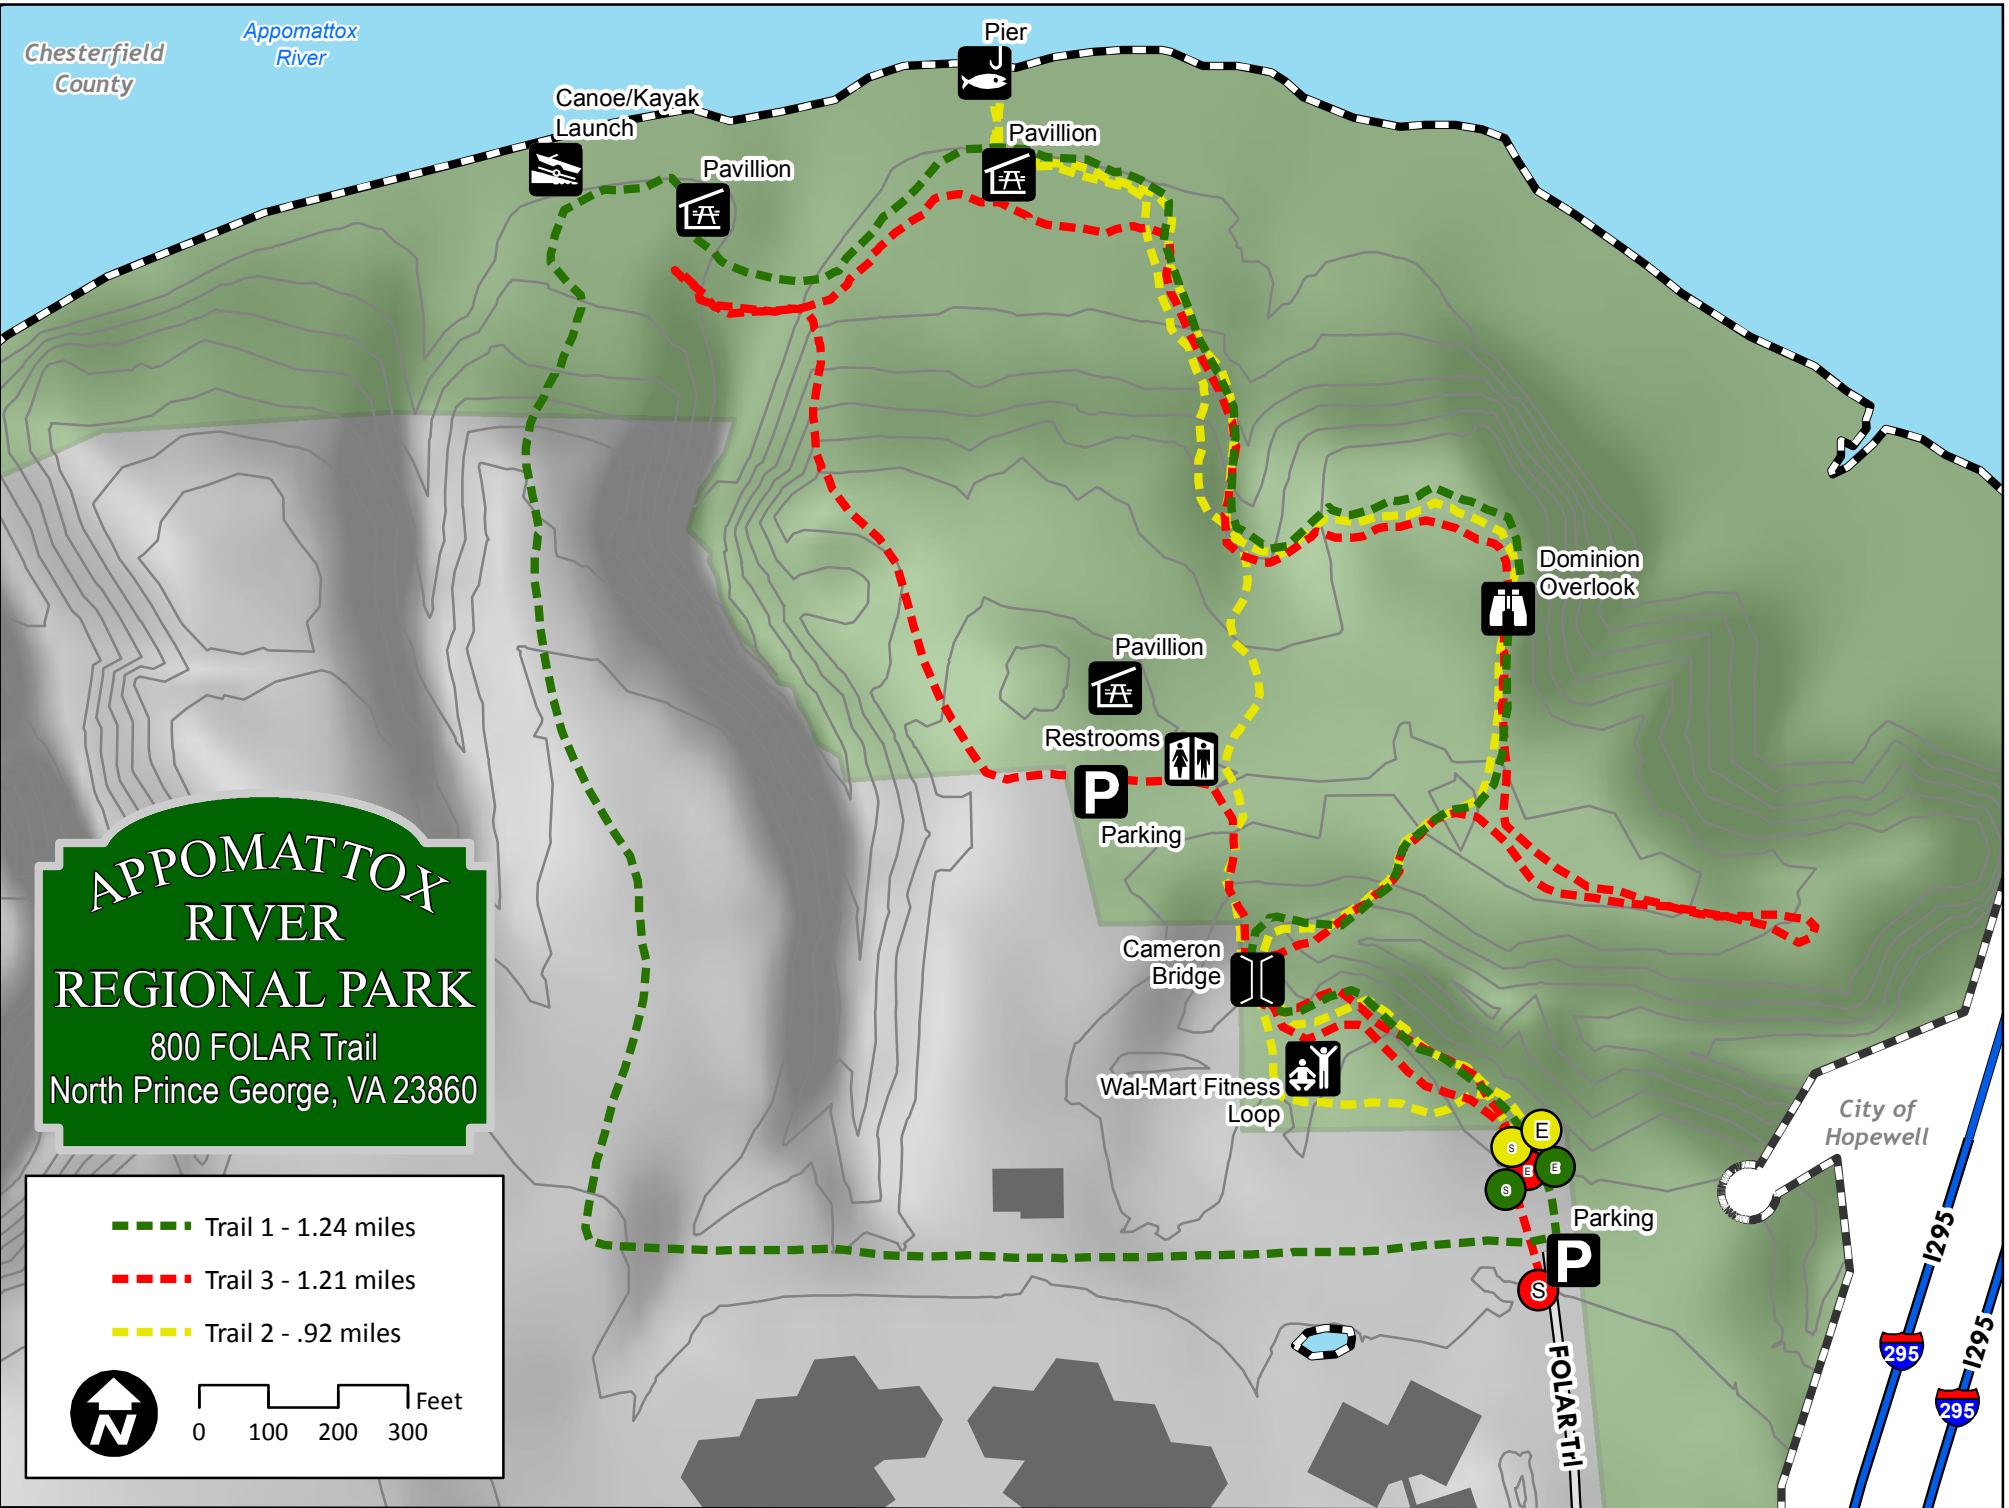 Chesterfield
County
Appomattox
River
Pier
Canoe/Kayak
Launch
Pavillion
Pavillion
Dominion
Overlook
Pavillion
Restrooms
P
Parking
Cameron
Bridge
Wal-Mart Fitness
Loop
E
S
E
E
S
Parking
P
S
City of
Hopewell
FOLAR Trl
I295
I295
295
295
APPOMATTOX
RIVER
REGIONAL PARK
800 FOLAR Trail
North Prince George, VA 23860
Trail 1 - 1.24 miles
Trail 3 - 1.21 miles
Trail 2 - .92 miles
N
Feet
0 100 200 300